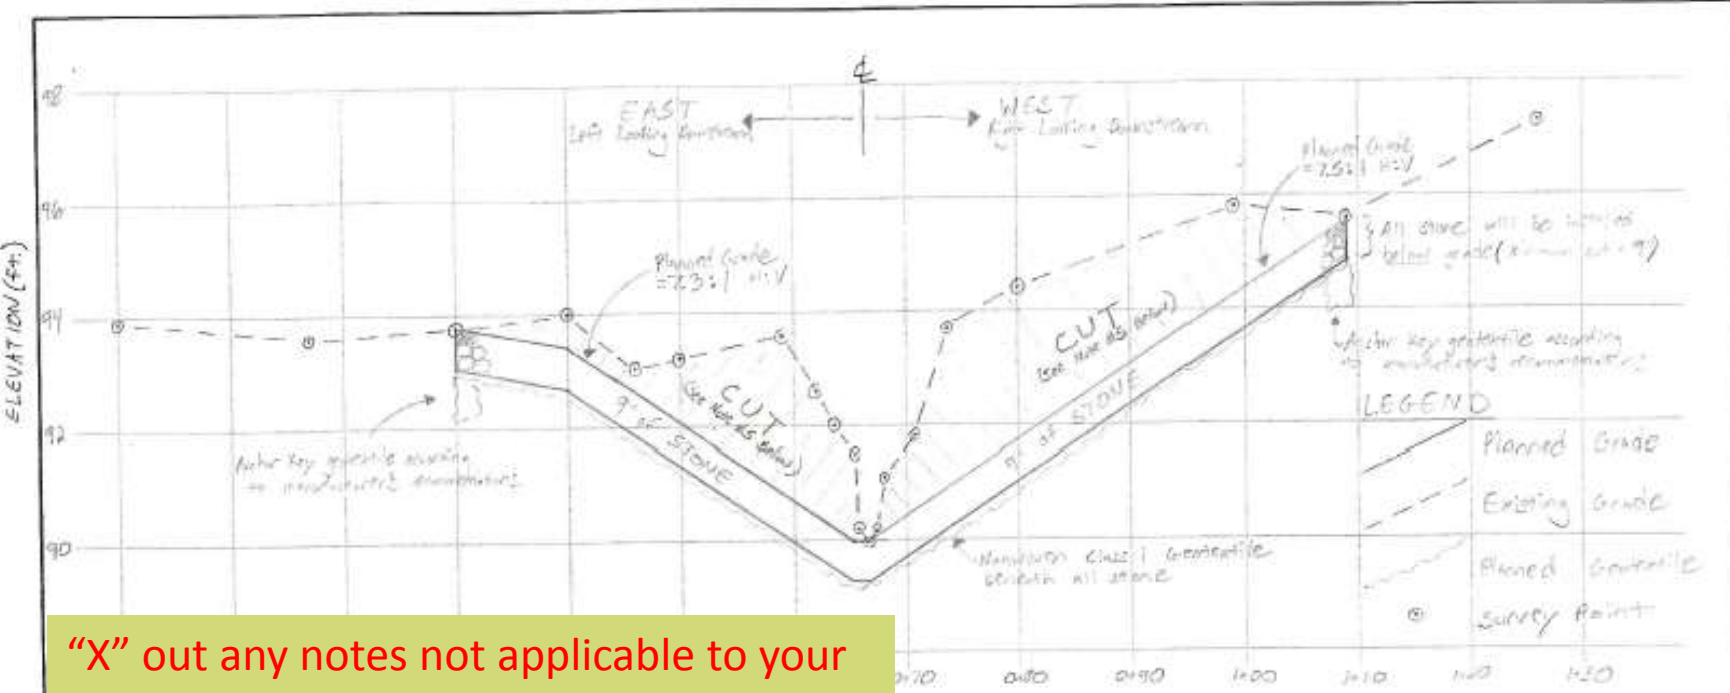 98
EAST
Left Looking Downstream
WEST
Looking Downstream
Planned Grade
= 7.5:1 H:V
96
Planned Grade
= 7.3:1 H:V
All stone will be installed
below grade
ELEVATION (ft.)
94
CUT
(See Note #5 Below)
CUT
(See Note #5 Below)
Anchor key geotextile according
to manufacturer's
LEGEND
9" of STONE
9" of STONE
92
Planned Grade
Anchor Key geotextile according
to manufacturer's
Existing Grade
90
Nonwoven Class 1 Geotextile
beneath all stone
Planned Geotextile
Survey Point
"X" out any notes not applicable to your
0+70 0+80 0+90 1+00 1+10 1+20 1+30